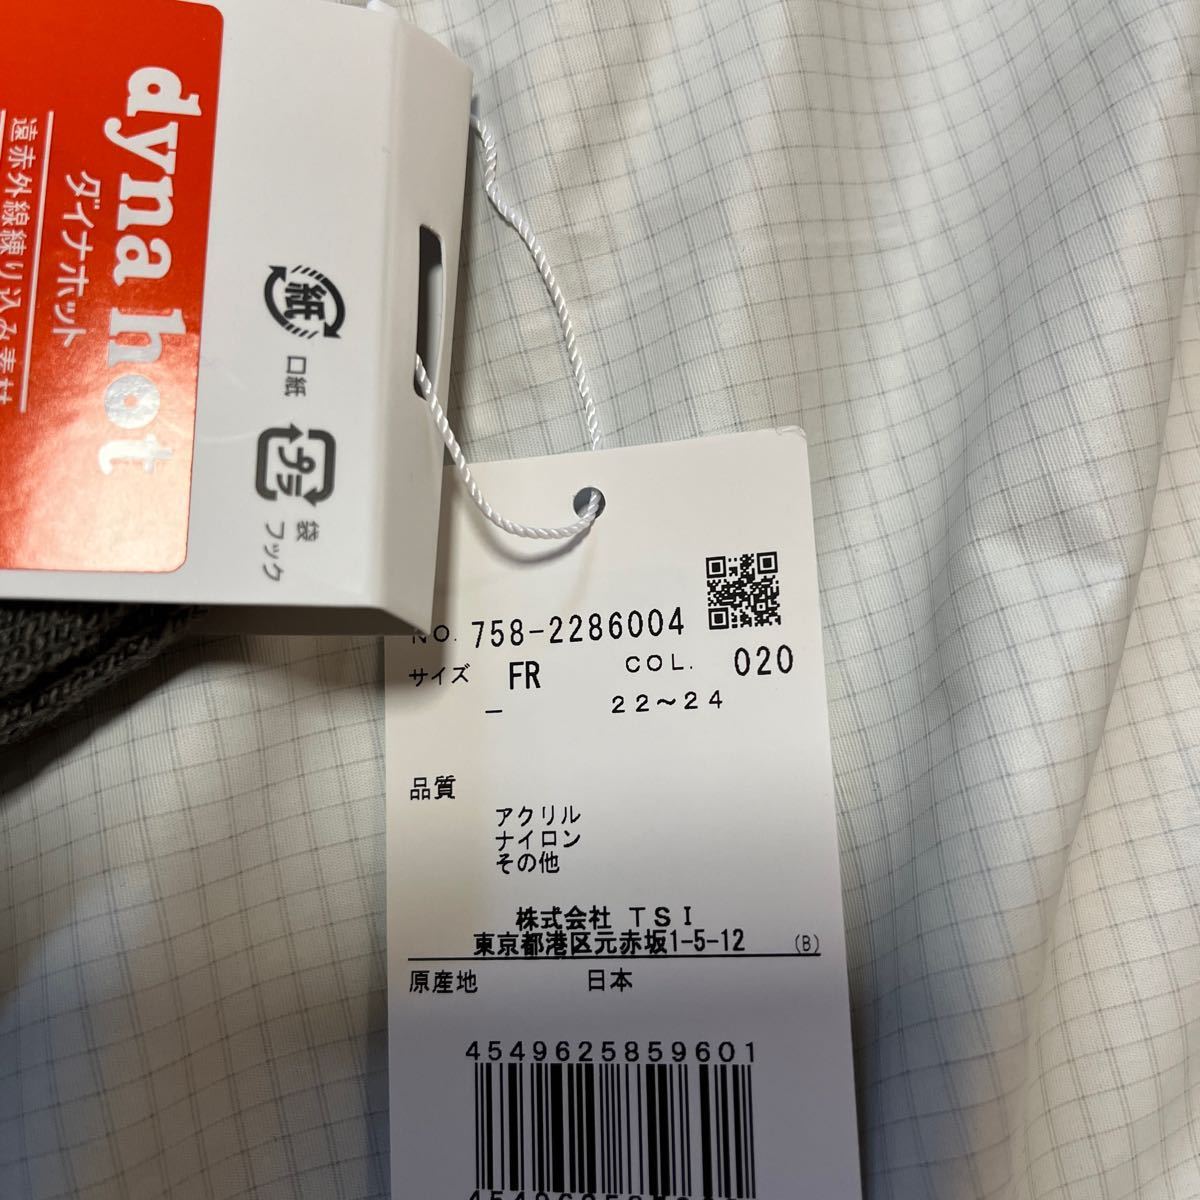 dyna hot
ダイナホット
遠赤外線練り込み素材
紙
口紙
プラ
袋
フック
NO. 758-2286004
サイズ FR COL. 020
— 22~24
品質
アクリル
ナイロン
その他
株式会社 TSI
東京都港区元赤坂1-5-12 (B)
原産地 日本
4549625859601